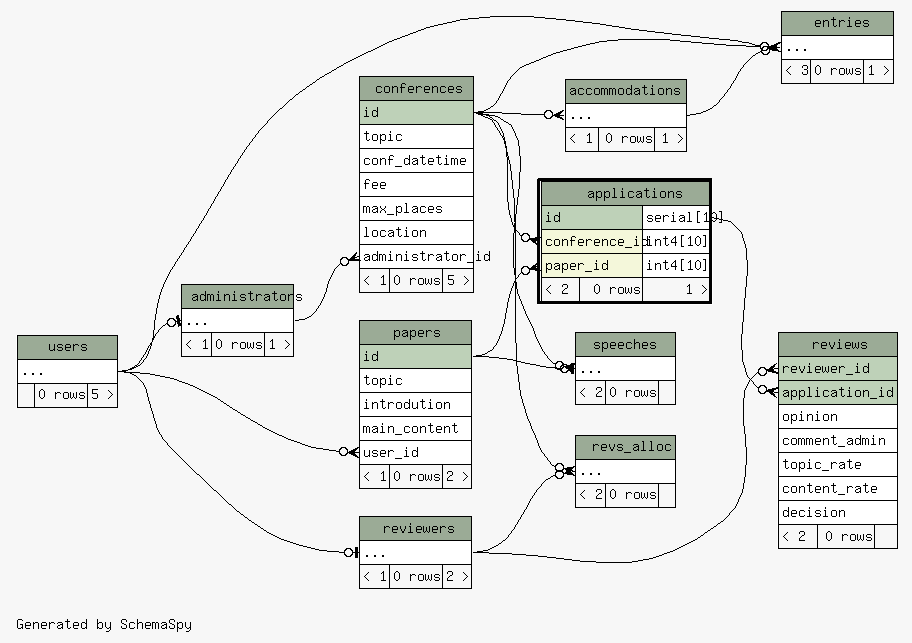 entries
...
< 3 0 rows 1 >
conferences
id
topic
conf_datetime
fee
max_places
location
administrator_id
< 1 0 rows 5 >
accommodations
...
< 1 0 rows 1 >
applications
id serial[10]
conference_id int4[10]
paper_id int4[10]
< 2 0 rows 1 >
administrators
...
< 1 0 rows 1 >
users
...
0 rows 5 >
papers
id
topic
introdution
main_content
user_id
< 1 0 rows 2 >
speeches
...
< 2 0 rows
reviews
reviewer_id
application_id
opinion
comment_admin
topic_rate
content_rate
decision
< 2 0 rows
revs_alloc
...
< 2 0 rows
reviewers
...
< 1 0 rows 2 >
Generated by SchemaSpy